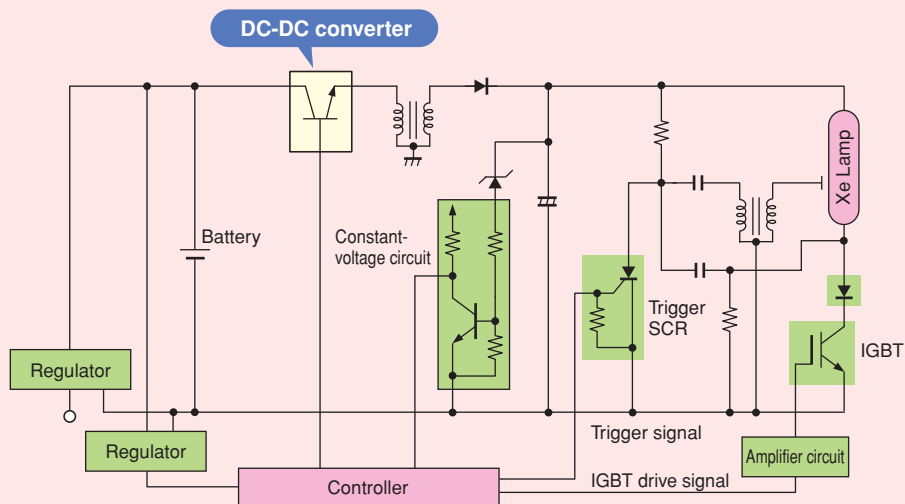 DC-DC converter
Xe Lamp
Battery
Constant-
voltage circuit
Trigger
SCR
IGBT
Regulator
Regulator
Trigger signal
Amplifier circuit
Controller
IGBT drive signal